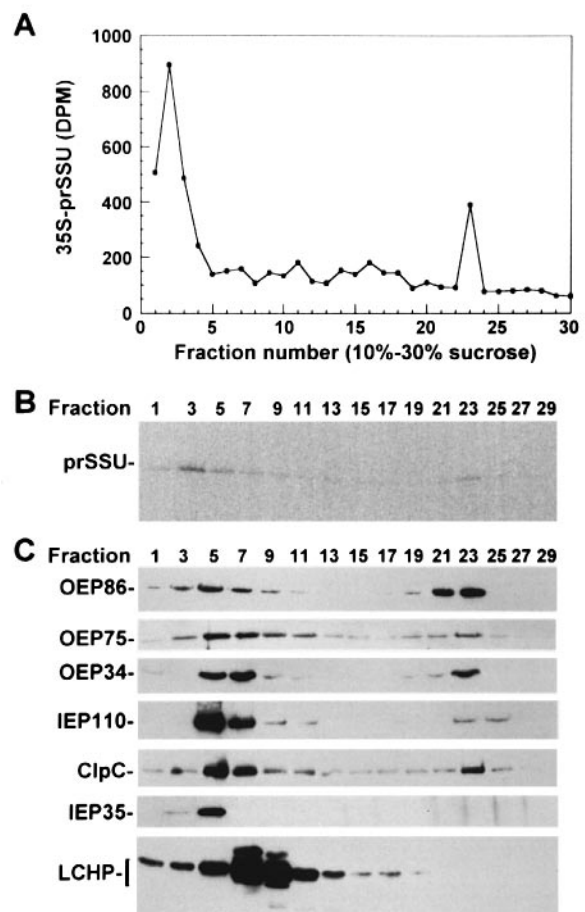 A
35S-prSSU (DPM)
1000
800
600
400
200
0
0 5 10 15 20 25 30
Fraction number (10%-30% sucrose)
B
Fraction 1 3 5 7 9 11 13 15 17 19 21 23 25 27 29
prSSU-
C
Fraction 1 3 5 7 9 11 13 15 17 19 21 23 25 27 29
OEP86-
OEP75-
OEP34-
IEP110-
ClpC-
IEP35-
LCHP-